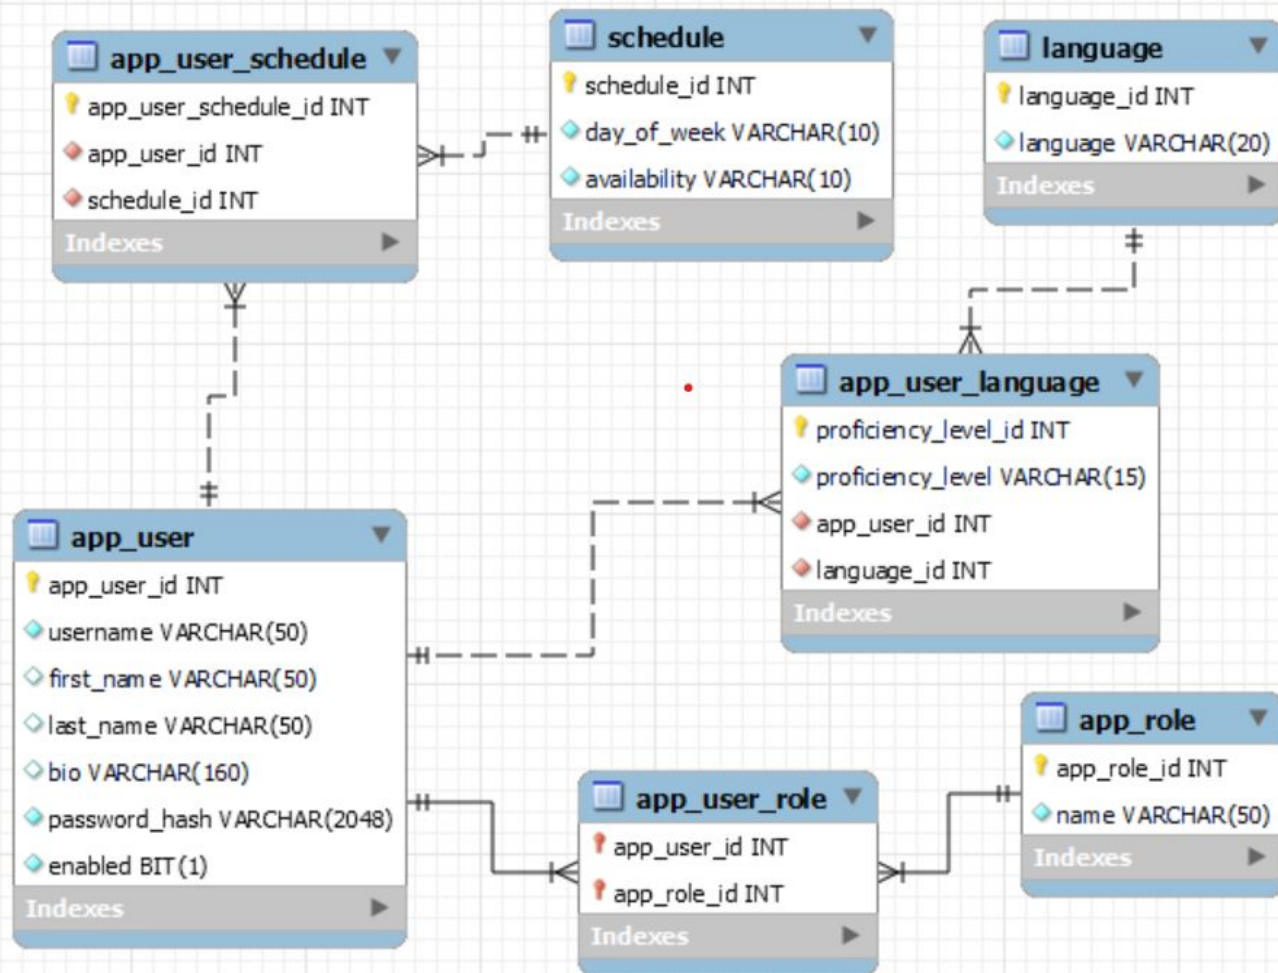 app_user_schedule
app_user_schedule_id INT
app_user_id INT
schedule_id INT
Indexes
schedule
schedule_id INT
day_of_week VARCHAR(10)
availability VARCHAR(10)
Indexes
language
language_id INT
language VARCHAR(20)
Indexes
app_user_language
proficiency_level_id INT
proficiency_level VARCHAR(15)
app_user_id INT
language_id INT
Indexes
app_user
app_user_id INT
username VARCHAR(50)
first_name VARCHAR(50)
last_name VARCHAR(50)
bio VARCHAR(160)
password_hash VARCHAR(2048)
enabled BIT(1)
Indexes
app_user_role
app_user_id INT
app_role_id INT
Indexes
app_role
app_role_id INT
name VARCHAR(50)
Indexes